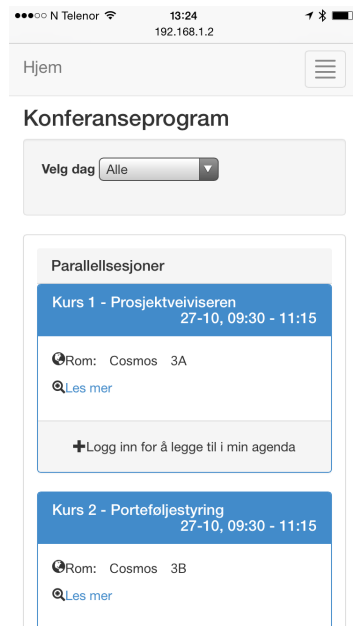 N Telenor 13:24
192.168.1.2
Hjem
Konferanseprogram
Velg dag Alle
Parallellsesjoner
Kurs 1 - Prosjektveiviseren
27-10, 09:30 - 11:15
Rom: Cosmos 3A
Les mer
Logg inn for å legge til i min agenda
Kurs 2 - Porteføljestyring
27-10, 09:30 - 11:15
Rom: Cosmos 3B
Les mer